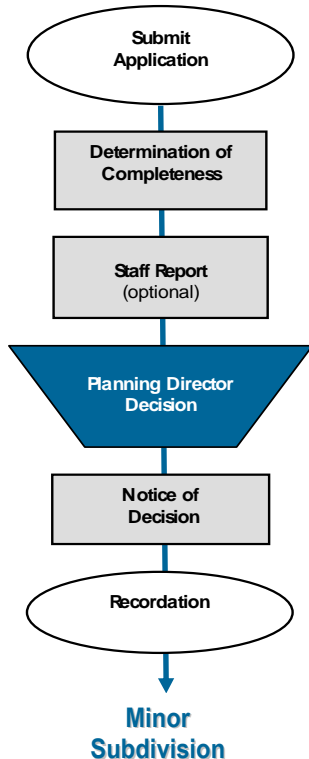 Submit
Application
Determination of
Completeness
Staff Report
(optional)
Planning Director
Decision
Notice of
Decision
Recordation
Minor
Subdivision